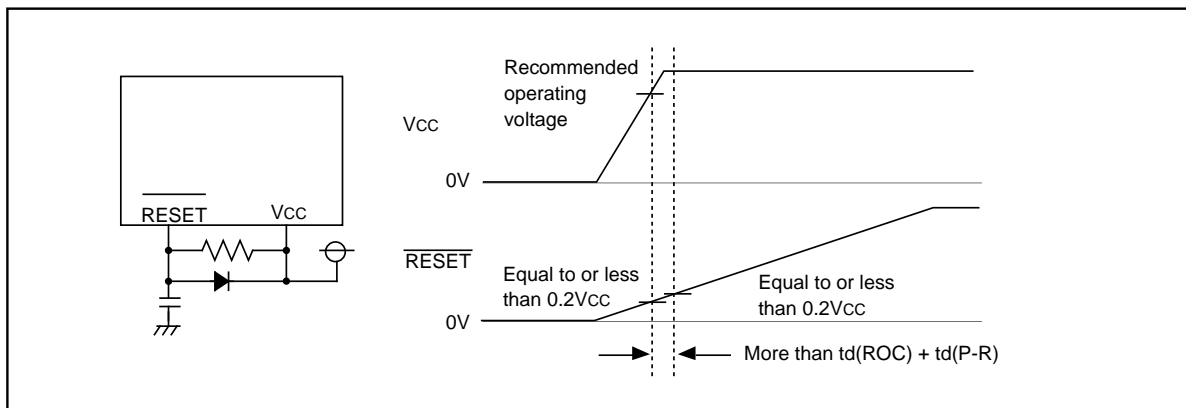 Recommended
operating
voltage
VCC
0V
RESET
VCC
RESET
Equal to or less
than 0.2VCC
Equal to or less
than 0.2VCC
0V
More than td(ROC) + td(P-R)